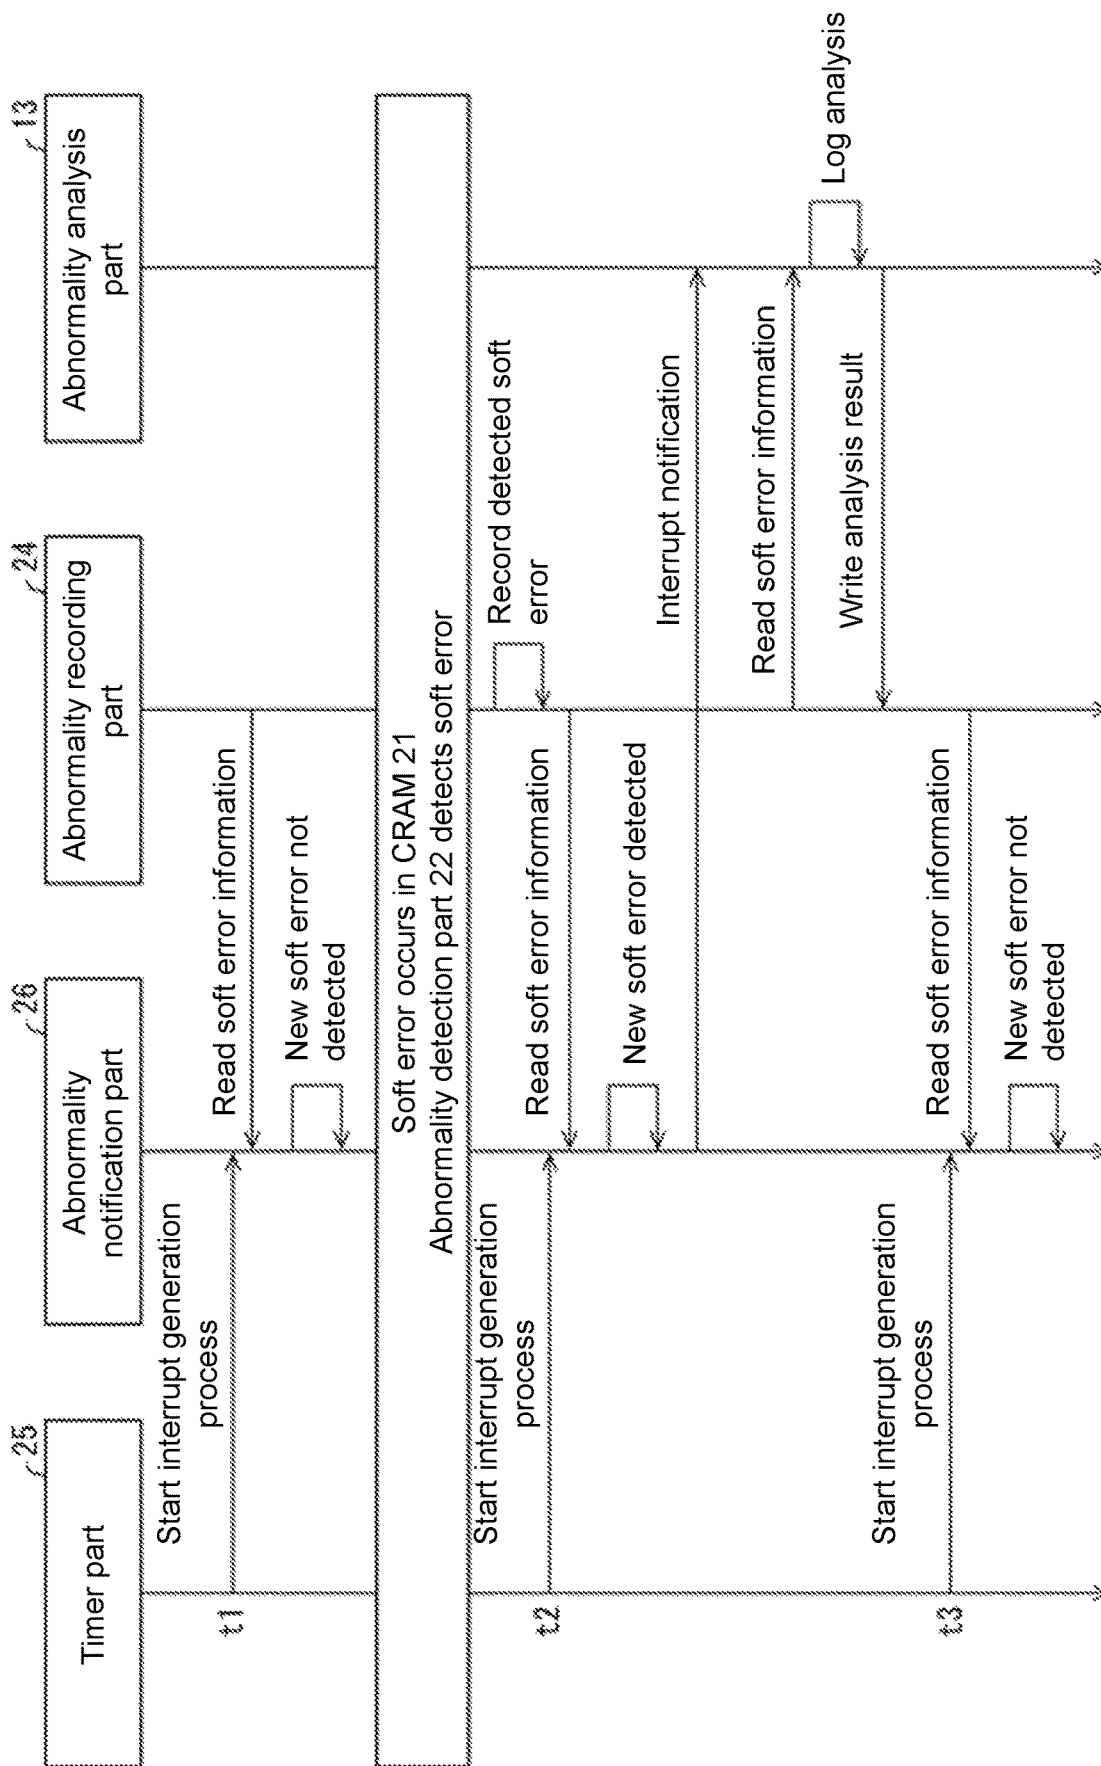 25
Timer part
26
Abnormality
notification part
24
Abnormality recording
part
13
Abnormality analysis
part
t1
Start interrupt generation
process
Read soft error information
New soft error not
detected
Soft error occurs in CRAM 21
Abnormality detection part 22 detects soft error
Record detected soft
error
t2
Start interrupt generation
process
Read soft error information
New soft error detected
Interrupt notification
Read soft error information
Log analysis
Write analysis result
t3
Start interrupt generation
process
Read soft error information
New soft error not
detected